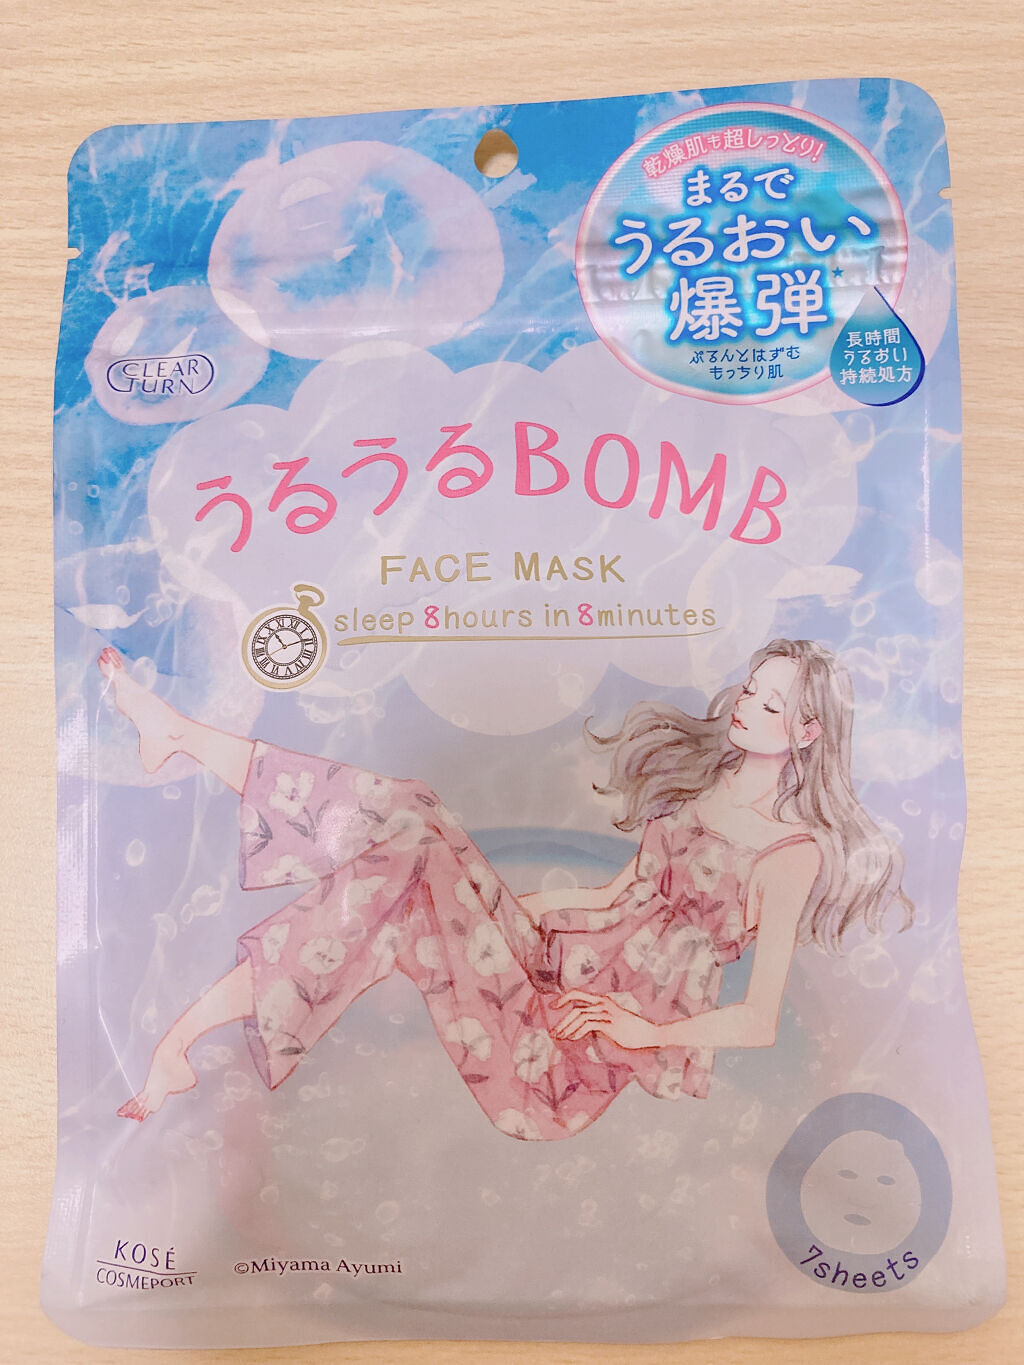 乾燥肌も超しっとり!
まるで
うるおい
爆弾
ぷるんとはずむ
もっちり肌
長時間
うるおい
持続処方
CLEAR
TURN
うるうるBOMB
FACE MASK
sleep 8hours in 8minutes
7sheets
KOSÉ
COSMEPORT
©Miyama Ayumi